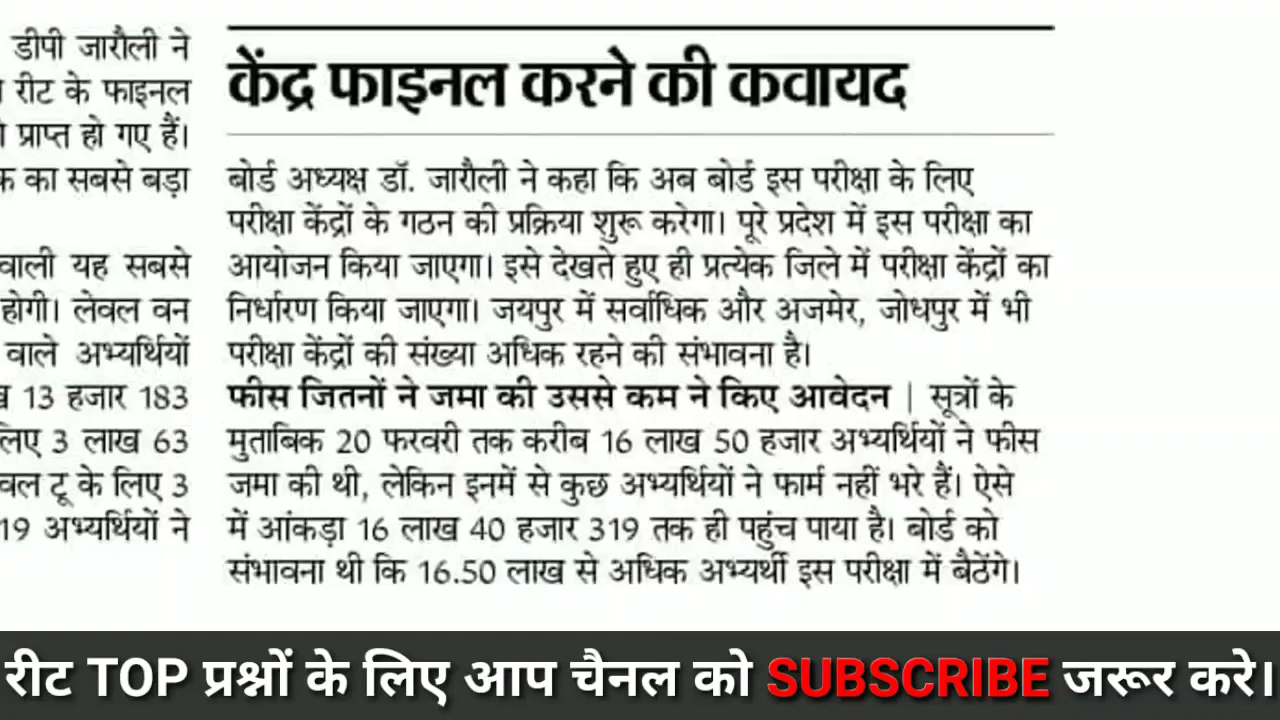 डीपी जारौली ने
रीट के फाइनल
प्राप्त हो गए हैं।
का सबसे बड़ा
वाली यह सबसे
होगी। लेवल वन
वाले अभ्यर्थियों
13 हजार 183
लिए 3 लाख 63
टू के लिए 3
19 अभ्यर्थियों ने
केंद्र फाइनल करने की कवायद
बोर्ड अध्यक्ष डॉ. जारौली ने कहा कि अब बोर्ड इस परीक्षा के लिए
परीक्षा केंद्रों के गठन की प्रक्रिया शुरू करेगा। पूरे प्रदेश में इस परीक्षा का
आयोजन किया जाएगा। इसे देखते हुए ही प्रत्येक जिले में परीक्षा केंद्रों का
निर्धारण किया जाएगा। जयपुर में सर्वाधिक और अजमेर, जोधपुर में भी
परीक्षा केंद्रों की संख्या अधिक रहने की संभावना है।
फीस जितनों ने जमा की उससे कम ने किए आवेदन | सूत्रों के
मुताबिक 20 फरवरी तक करीब 16 लाख 50 हजार अभ्यर्थियों ने फीस
जमा की थी, लेकिन इनमें से कुछ अभ्यर्थियों ने फार्म नहीं भरे हैं। ऐसे
में आंकड़ा 16 लाख 40 हजार 319 तक ही पहुंच पाया है। बोर्ड को
संभावना थी कि 16.50 लाख से अधिक अभ्यर्थी इस परीक्षा में बैठेंगे।
रीट TOP प्रश्नों के लिए आप चैनल को SUBSCRIBE जरूर करे।